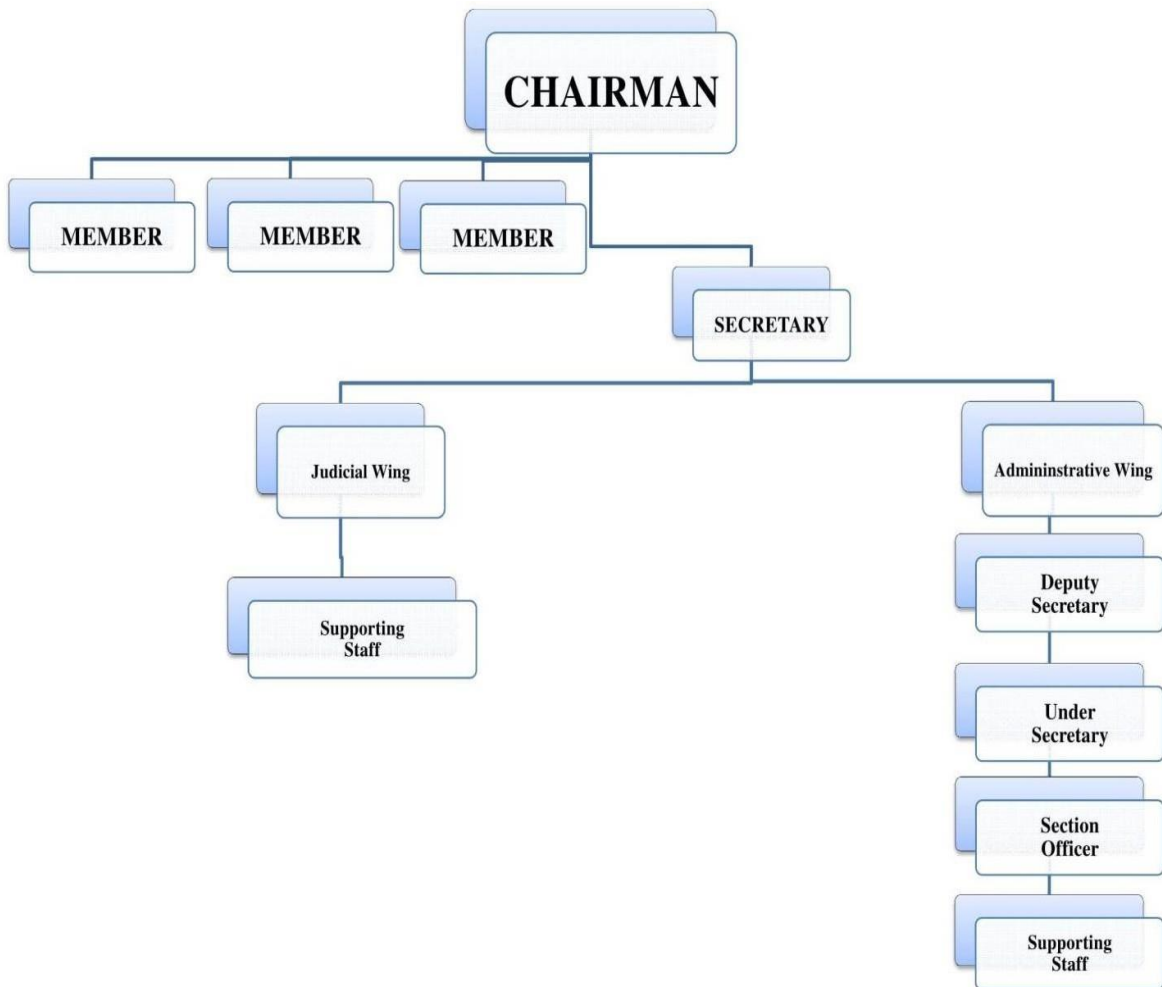 CHAIRMAN
MEMBER
MEMBER
MEMBER
SECRETARY
Judicial Wing
Admininstrative Wing
Supporting
Staff
Deputy
Secretary
Under
Secretary
Section
Officer
Supporting
Staff